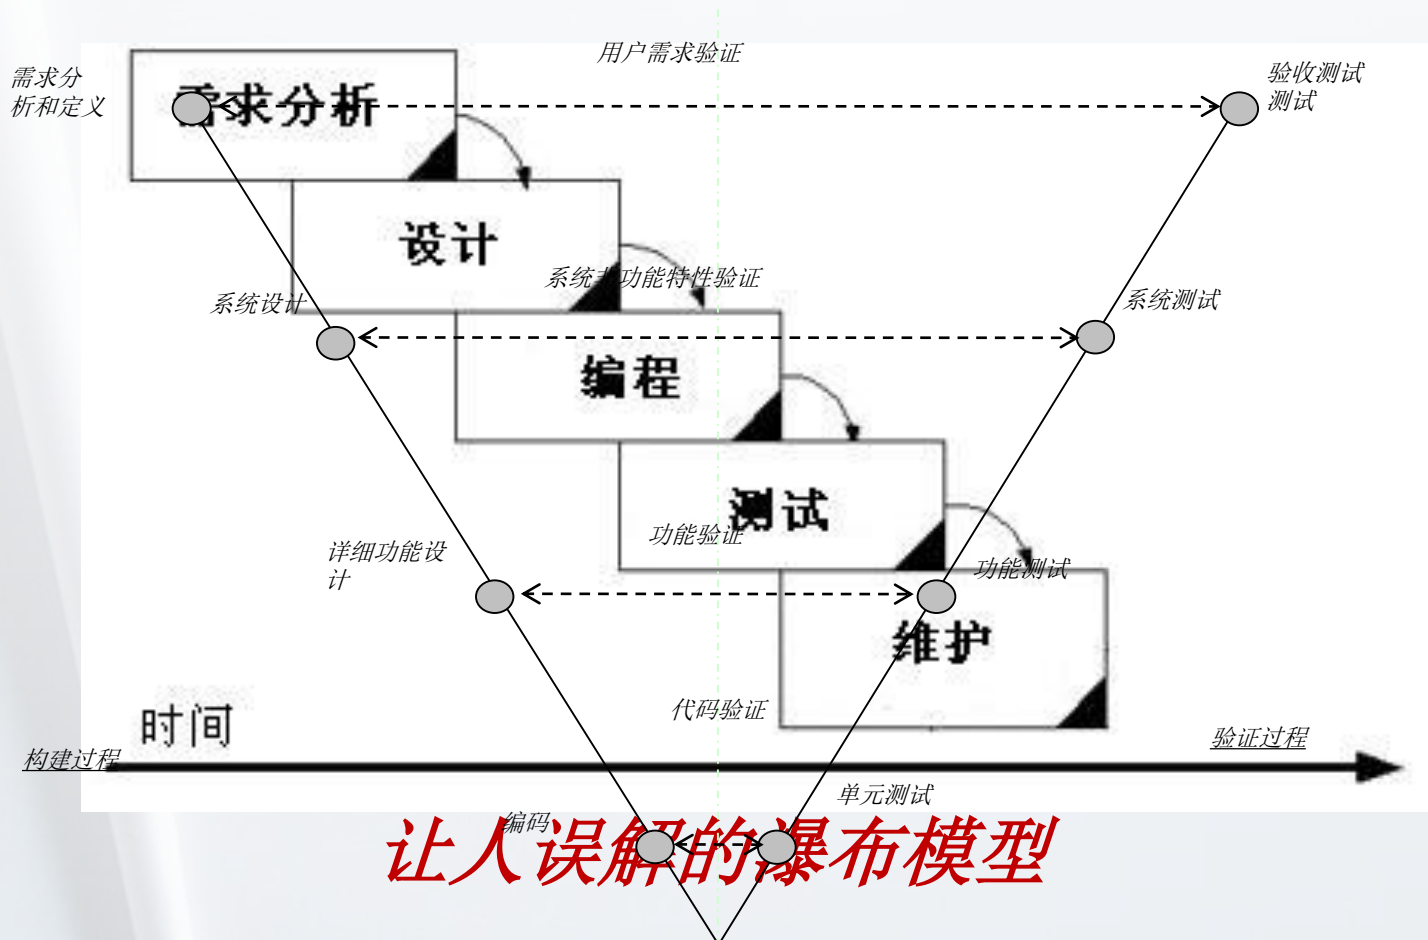 用户需求验证
需求分
析和定义
需求分析
验收测试
测试
设计
系统非功能特性验证
系统设计
系统测试
编程
测试
功能验证
详细功能设
计
功能测试
维护
代码验证
时间
构建过程
验证过程
单元测试
编码
让人误解的瀑布模型